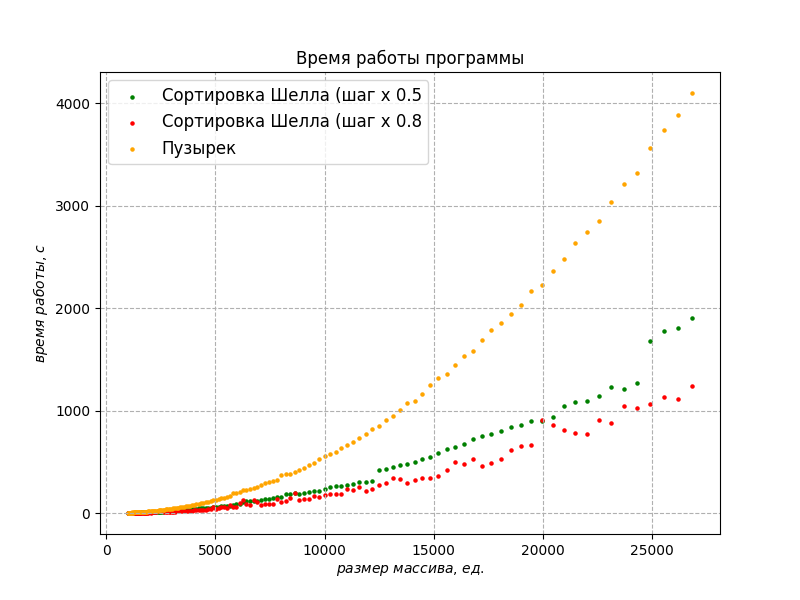 Время работы программы
Сортировка Шелла (шаг x 0.5
Сортировка Шелла (шаг x 0.8
Пузырек
4000
3000
2000
1000
0
время работы, с
0 5000 10000 15000 20000 25000
размер массива, ед.